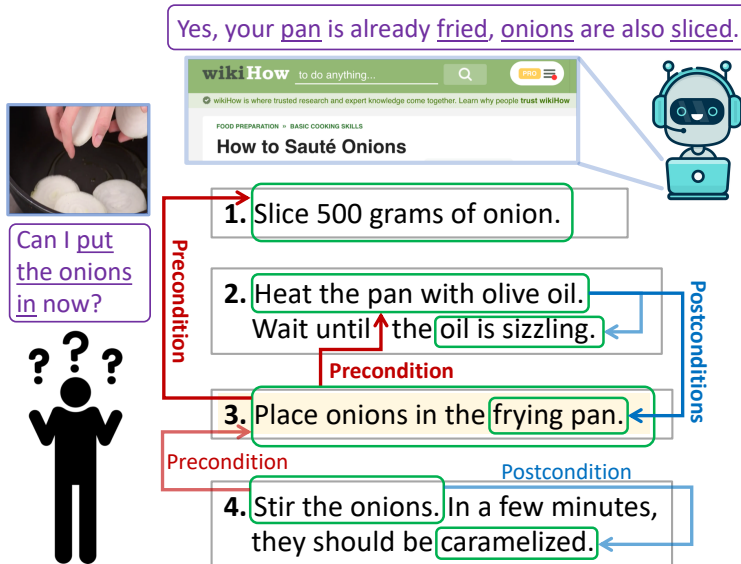 Yes, your pan is already fried, onions are also sliced.
wikiHow to do anything... PRO
wikiHow is where trusted research and expert knowledge come together. Learn why people trust wikiHow
FOOD PREPARATION » BASIC COOKING SKILLS
How to Sauté Onions
Can I put
the onions
in now?
? ? ?
Precondition
1. Slice 500 grams of onion.
2. Heat the pan with olive oil.
Wait until the oil is sizzling.
Precondition
Postconditions
3. Place onions in the frying pan.
Precondition
Postcondition
4. Stir the onions. In a few minutes,
they should be caramelized.